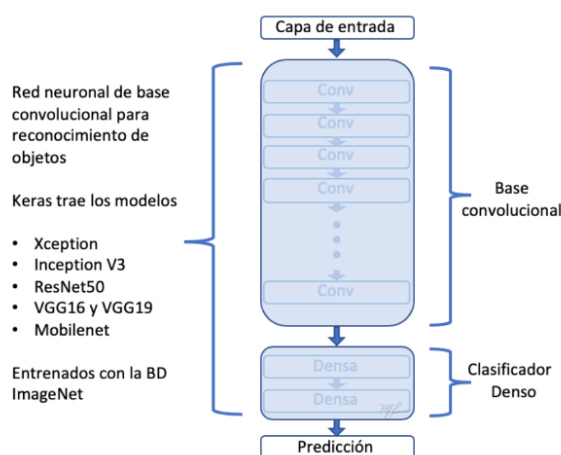 Capa de entrada
Red neuronal de base
convolucional para
reconocimiento de
objetos
Keras trae los modelos
• Xception
• Inception V3
• ResNet50
• VGG16 y VGG19
• Mobilenet
Entrenados con la BD
ImageNet
Conv
Conv
Conv
Conv
Conv
Base
convolucional
Densa
Densa
Clasificador
Denso
Predicción